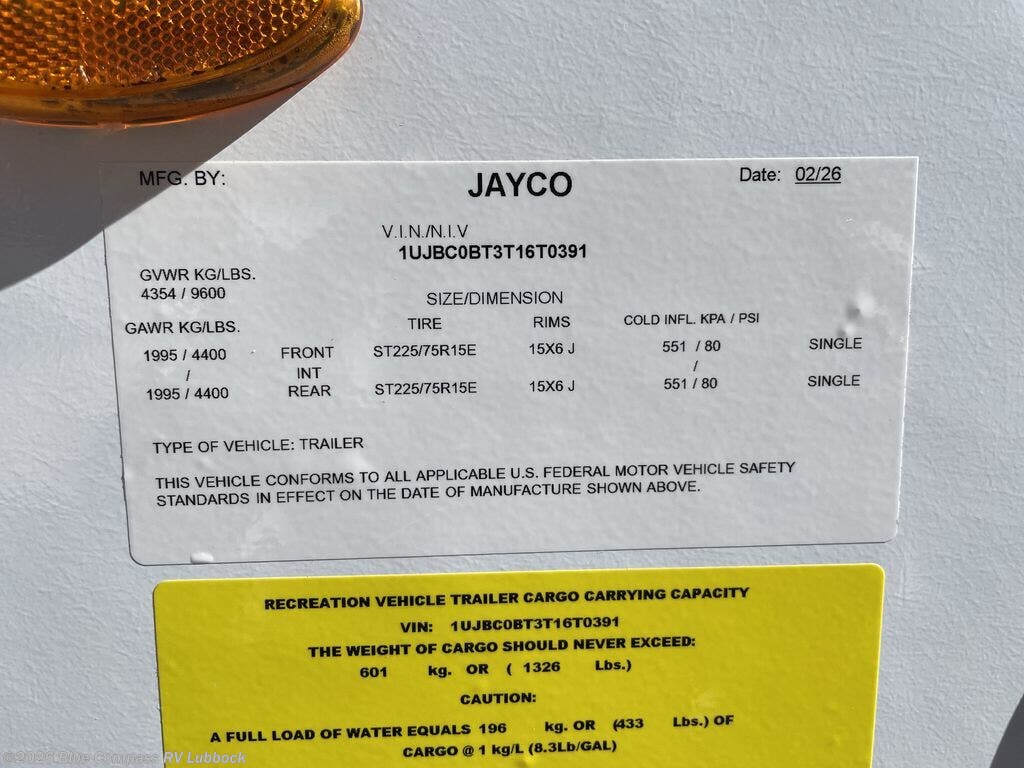 MFG. BY: JAYCO Date: 02/26
V.I.N./N.I.V
1UJBC0BT3T16T0391
GVWR KG/LBS.
4354 / 9600
SIZE/DIMENSION
GAWR KG/LBS. TIRE RIMS COLD INFL. KPA / PSI
1995 / 4400 FRONT ST225/75R15E 15X6 J 551 / 80 SINGLE
/ INT /
1995 / 4400 REAR ST225/75R15E 15X6 J 551 / 80 SINGLE
TYPE OF VEHICLE: TRAILER
THIS VEHICLE CONFORMS TO ALL APPLICABLE U.S. FEDERAL MOTOR VEHICLE SAFETY
STANDARDS IN EFFECT ON THE DATE OF MANUFACTURE SHOWN ABOVE.
RECREATION VEHICLE TRAILER CARGO CARRYING CAPACITY
VIN: 1UJBC0BT3T16T0391
THE WEIGHT OF CARGO SHOULD NEVER EXCEED:
601 kg. OR ( 1326 Lbs.)
CAUTION:
A FULL LOAD OF WATER EQUALS 196 kg. OR (433 Lbs.) OF
CARGO @ 1 kg/L (8.3Lb/GAL)
Blue Compass RV Lubbock